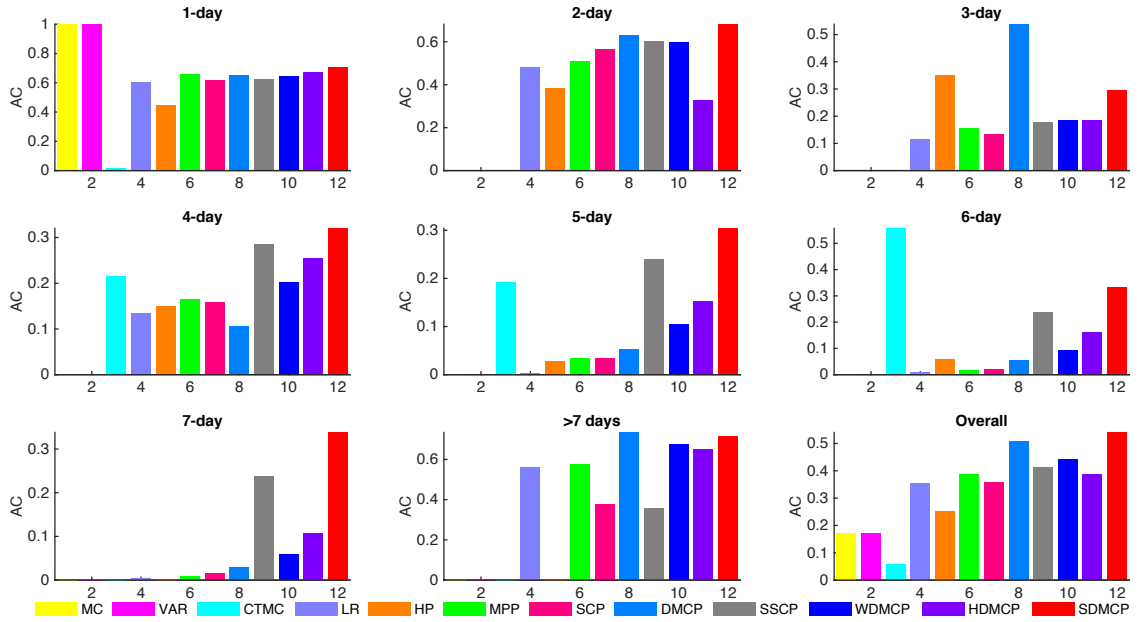 1-day
2-day
3-day
AC
1
0.8
0.6
0.4
0.2
0
2 4 6 8 10 12
AC
0.6
0.4
0.2
0
2 4 6 8 10 12
AC
0.5
0.4
0.3
0.2
0.1
0
2 4 6 8 10 12
4-day
5-day
6-day
AC
0.3
0.2
0.1
0
2 4 6 8 10 12
AC
0.3
0.2
0.1
0
2 4 6 8 10 12
AC
0.5
0.4
0.3
0.2
0.1
0
2 4 6 8 10 12
7-day
>7 days
Overall
AC
0.3
0.2
0.1
0
2 4 6 8 10 12
AC
0.6
0.4
0.2
0
2 4 6 8 10 12
AC
0.5
0.4
0.3
0.2
0.1
0
2 4 6 8 10 12
MC VAR CTMC LR HP MPP SCP DMCP SSCP WDMCP HDMCP SDMCP